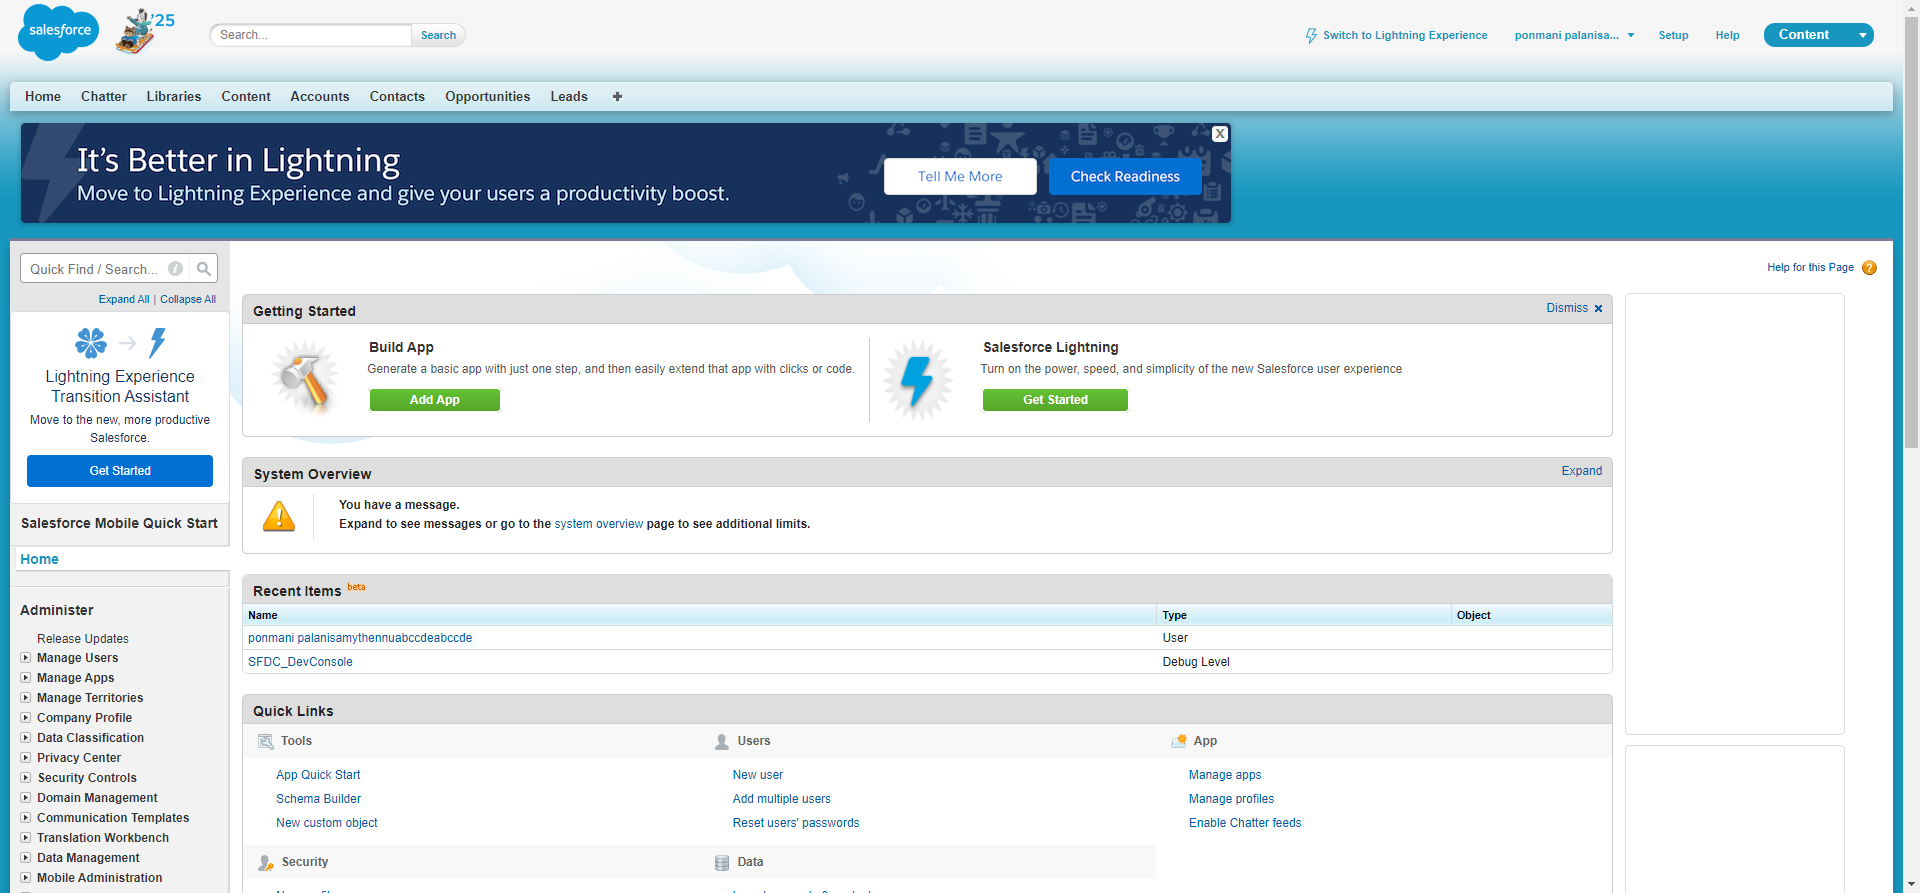 salesforce
'25
Search...
Search
Switch to Lightning Experience
ponmani palanisa...
Setup
Help
Content
Home
Chatter
Libraries
Content
Accounts
Contacts
Opportunities
Leads
It's Better in Lightning
Move to Lightning Experience and give your users a productivity boost.
Tell Me More
Check Readiness
X
Quick Find / Search...
Expand All | Collapse All
Lightning Experience
Transition Assistant
Move to the new, more productive
Salesforce.
Get Started
Salesforce Mobile Quick Start
Home
Administer
Release Updates
Manage Users
Manage Apps
Manage Territories
Company Profile
Data Classification
Privacy Center
Security Controls
Domain Management
Communication Templates
Translation Workbench
Data Management
Mobile Administration
Help for this Page
Getting Started
Dismiss
Build App
Generate a basic app with just one step, and then easily extend that app with clicks or code.
Add App
Salesforce Lightning
Turn on the power, speed, and simplicity of the new Salesforce user experience
Get Started
System Overview
Expand
You have a message.
Expand to see messages or go to the system overview page to see additional limits.
Recent Items beta
Name Type Object
ponmani palanisamythennuabccdeabccde User
SFDC_DevConsole Debug Level
Quick Links
Tools
App Quick Start
Schema Builder
New custom object
Users
New user
Add multiple users
Reset users' passwords
App
Manage apps
Manage profiles
Enable Chatter feeds
Security
Data